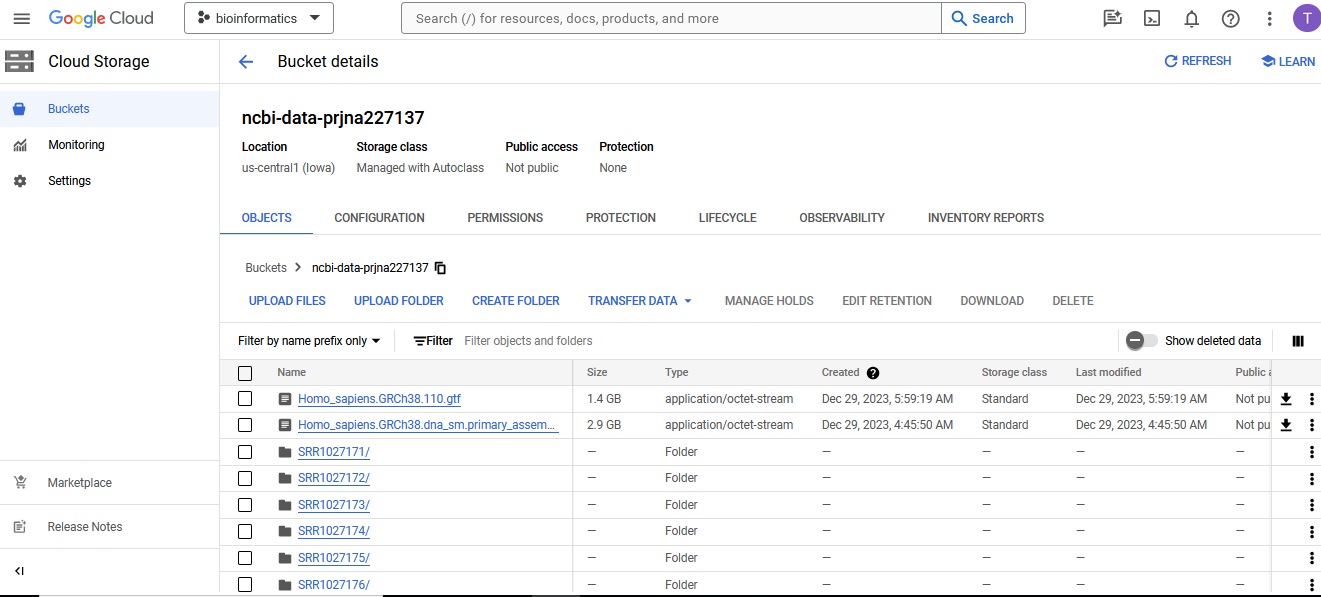 Google Cloud bioinformatics Search (/) for resources, docs, products, and more Search T
Cloud Storage Bucket details REFRESH LEARN
Buckets
Monitoring
Settings
Marketplace
Release Notes
ncbi-data-prjna227137
Location Storage class Public access Protection
us-central1 (Iowa) Managed with Autoclass Not public None
OBJECTS CONFIGURATION PERMISSIONS PROTECTION LIFECYCLE OBSERVABILITY INVENTORY REPORTS
Buckets > ncbi-data-prjna227137
UPLOAD FILES UPLOAD FOLDER CREATE FOLDER TRANSFER DATA MANAGE HOLDS EDIT RETENTION DOWNLOAD DELETE
Filter by name prefix only Filter Filter objects and folders Show deleted data
Name Size Type Created Storage class Last modified Public a
Homo_sapiens.GRCh38.110.gtf 1.4 GB application/octet-stream Dec 29, 2023, 5:59:19 AM Standard Dec 29, 2023, 5:59:19 AM Not pu
Homo_sapiens.GRCh38.dna_sm.primary_assem... 2.9 GB application/octet-stream Dec 29, 2023, 4:45:50 AM Standard Dec 29, 2023, 4:45:50 AM Not pu
SRR1027171/ — Folder — — — —
SRR1027172/ — Folder — — — —
SRR1027173/ — Folder — — — —
SRR1027174/ — Folder — — — —
SRR1027175/ — Folder — — — —
SRR1027176/ — Folder — — — —